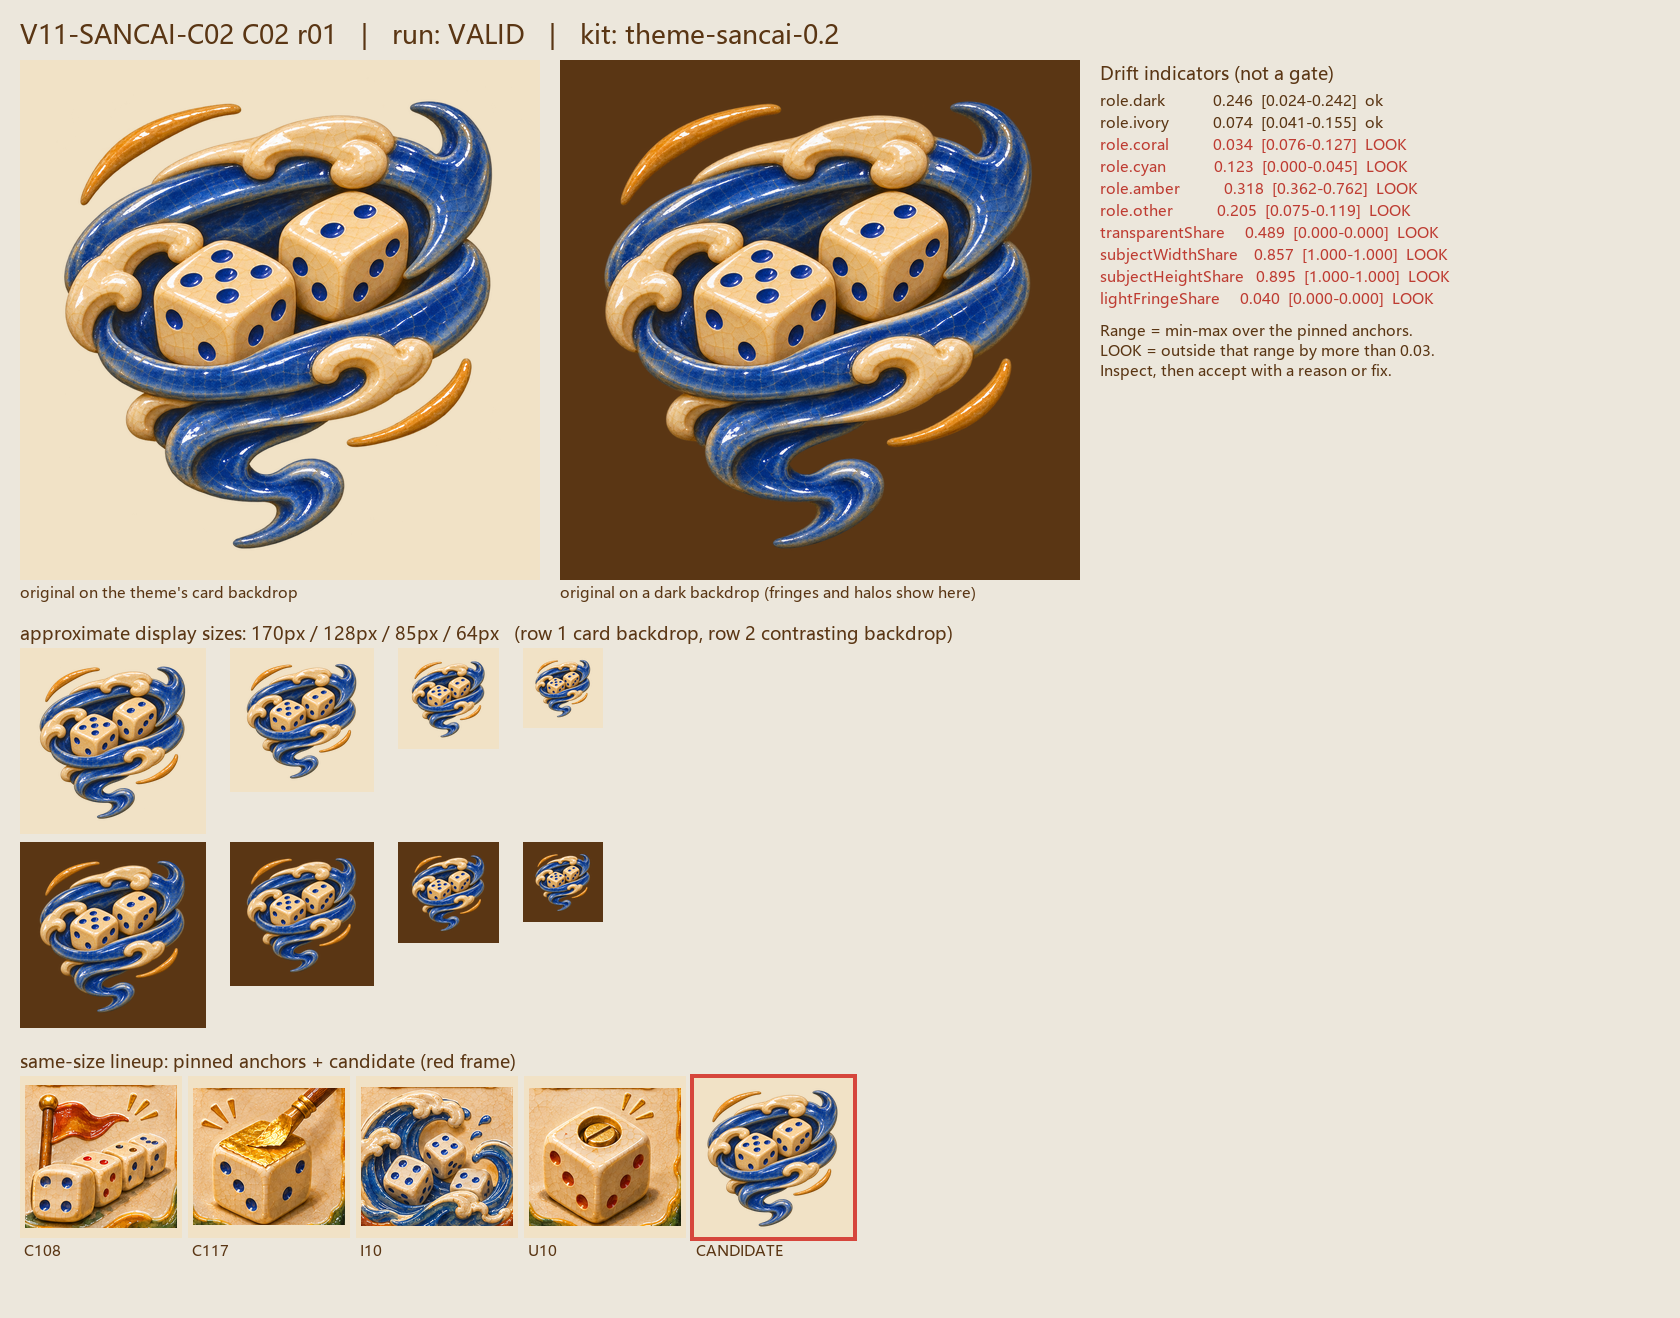 V11-SANCAI-C02 C02 r01 | run: VALID | kit: theme-sancai-0.2
Drift indicators (not a gate)
role.dark 0.246 [0.024-0.242] ok
role.ivory 0.074 [0.041-0.155] ok
role.coral 0.034 [0.076-0.127] LOOK
role.cyan 0.123 [0.000-0.045] LOOK
role.amber 0.318 [0.362-0.762] LOOK
role.other 0.205 [0.075-0.119] LOOK
transparentShare 0.489 [0.000-0.000] LOOK
subjectWidthShare 0.857 [1.000-1.000] LOOK
subjectHeightShare 0.895 [1.000-1.000] LOOK
lightFringeShare 0.040 [0.000-0.000] LOOK
Range = min-max over the pinned anchors.
LOOK = outside that range by more than 0.03.
Inspect, then accept with a reason or fix.
original on the theme's card backdrop
original on a dark backdrop (fringes and halos show here)
approximate display sizes: 170px / 128px / 85px / 64px (row 1 card backdrop, row 2 contrasting backdrop)
same-size lineup: pinned anchors + candidate (red frame)
C108
C117
I10
U10
CANDIDATE